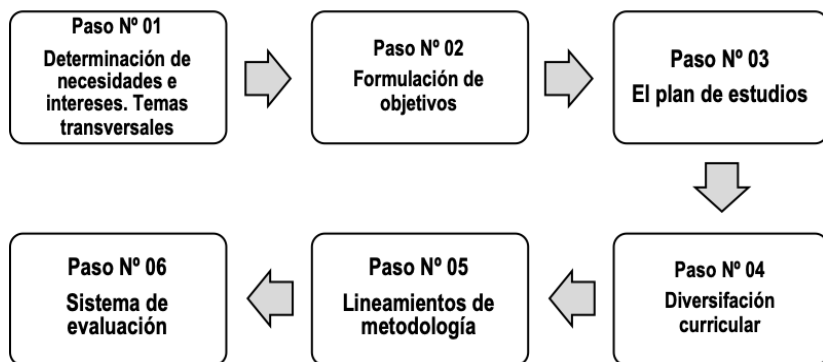 Paso Nº 01
Determinación de
necesidades e
intereses. Temas
transversales
Paso Nº 02
Formulación de
objetivos
Paso Nº 03
El plan de estudios
Paso Nº 04
Diversifación
curricular
Paso Nº 05
Lineamientos de
metodología
Paso Nº 06
Sistema de
evaluación